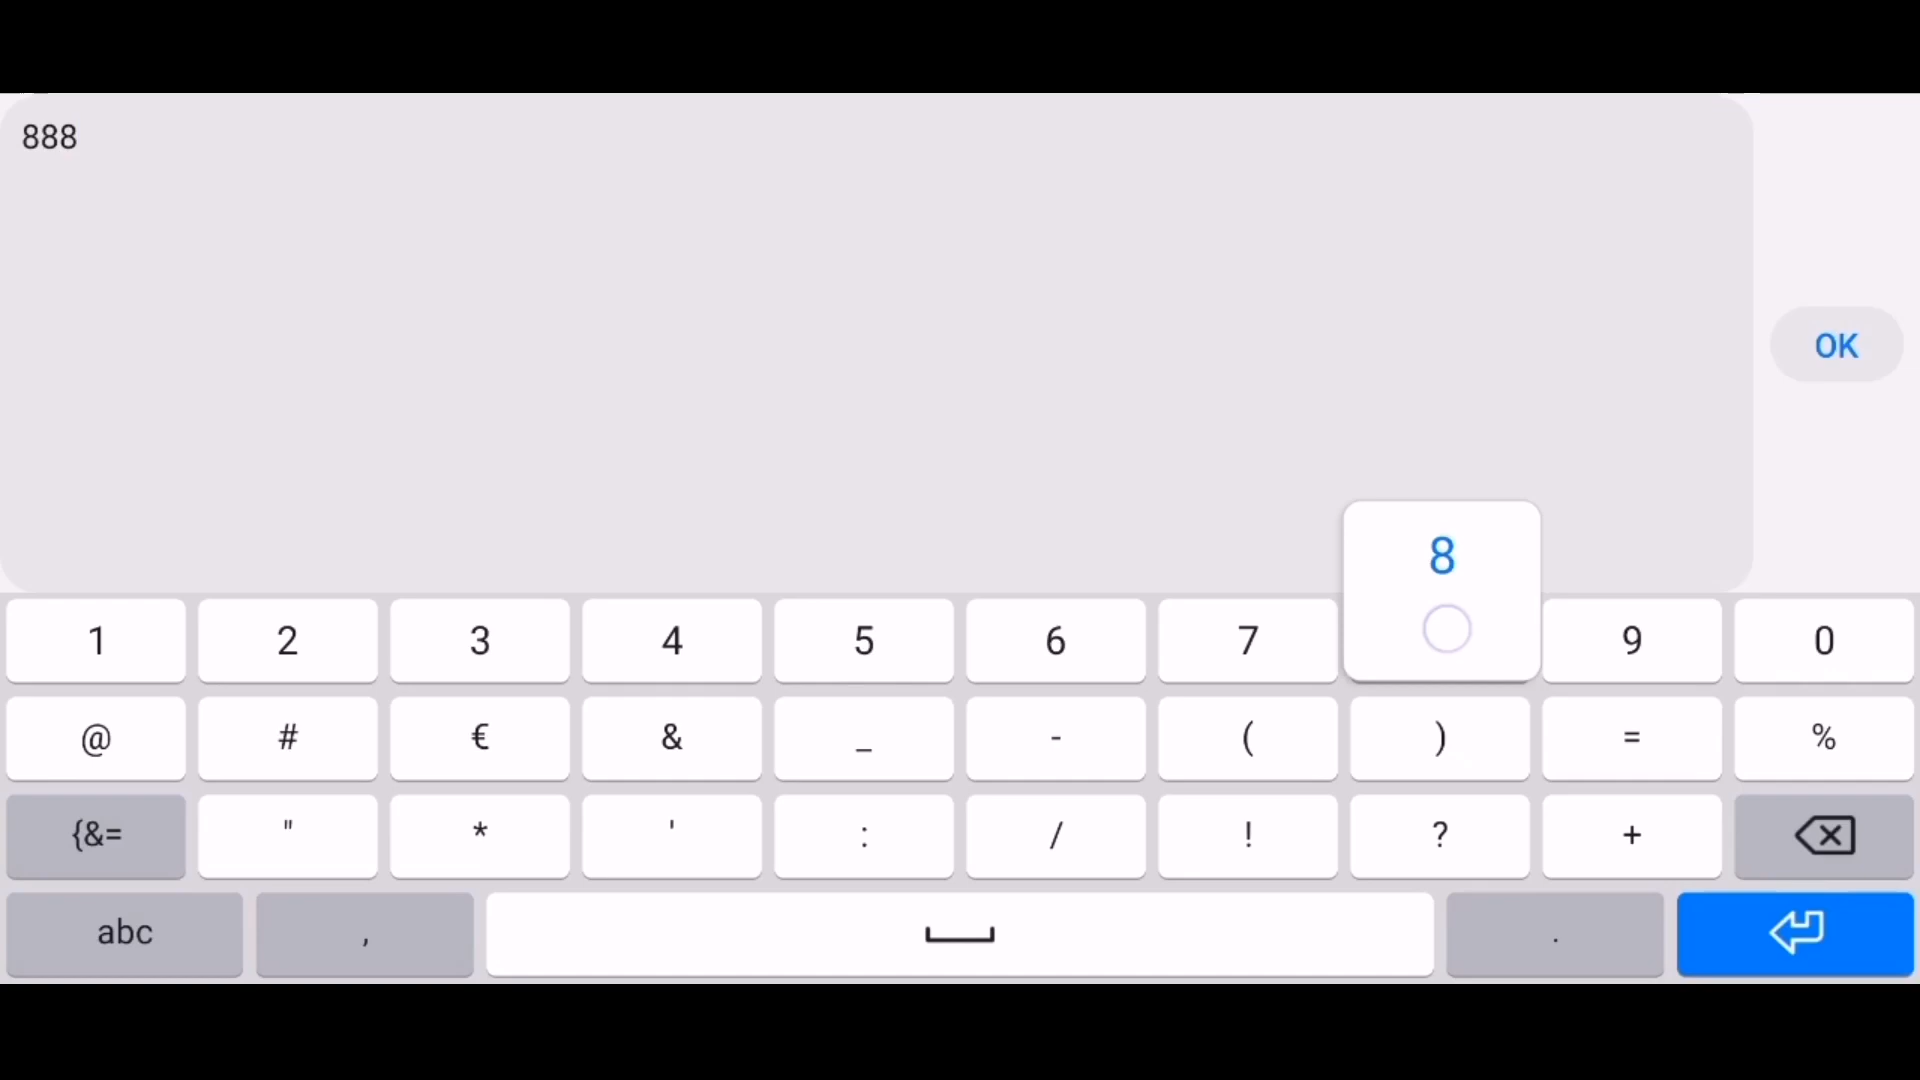 888
OK
8
1 2 3 4 5 6 7 9 0
@ # € & _ - ( ) = %
{&= " * ' : / ! ? +
abc , .